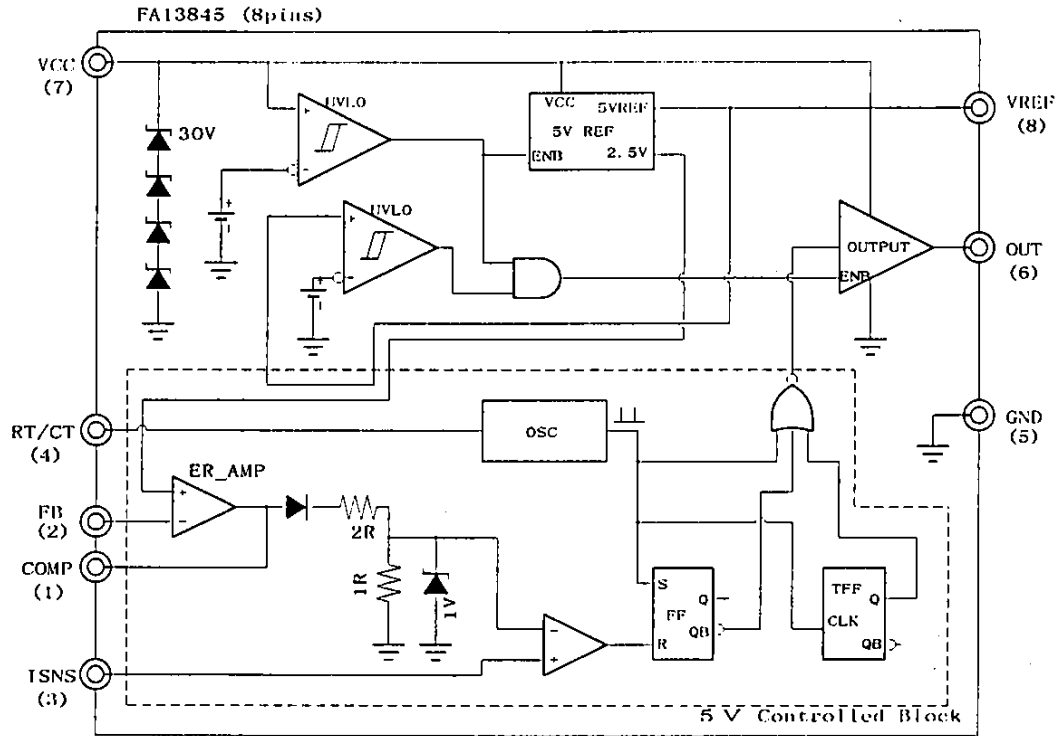 FA13845 (8pins)
VCC
(7)
30V
UVLO
+
-
+
VCC
5VREF
5V REF
ENB
2.5V
VREF
(8)
UVLO
+
-
+
OUTPUT
ENB
OUT
(6)
RT/CT
(4)
OSC
GND
(5)
ER_AMP
+
-
FB
(2)
2R
COMP
(1)
1R
1V
S
FF
Q
QB
R
TFF
Q
CLK
QB
-
+
ISNS
(3)
5 V Controlled Block